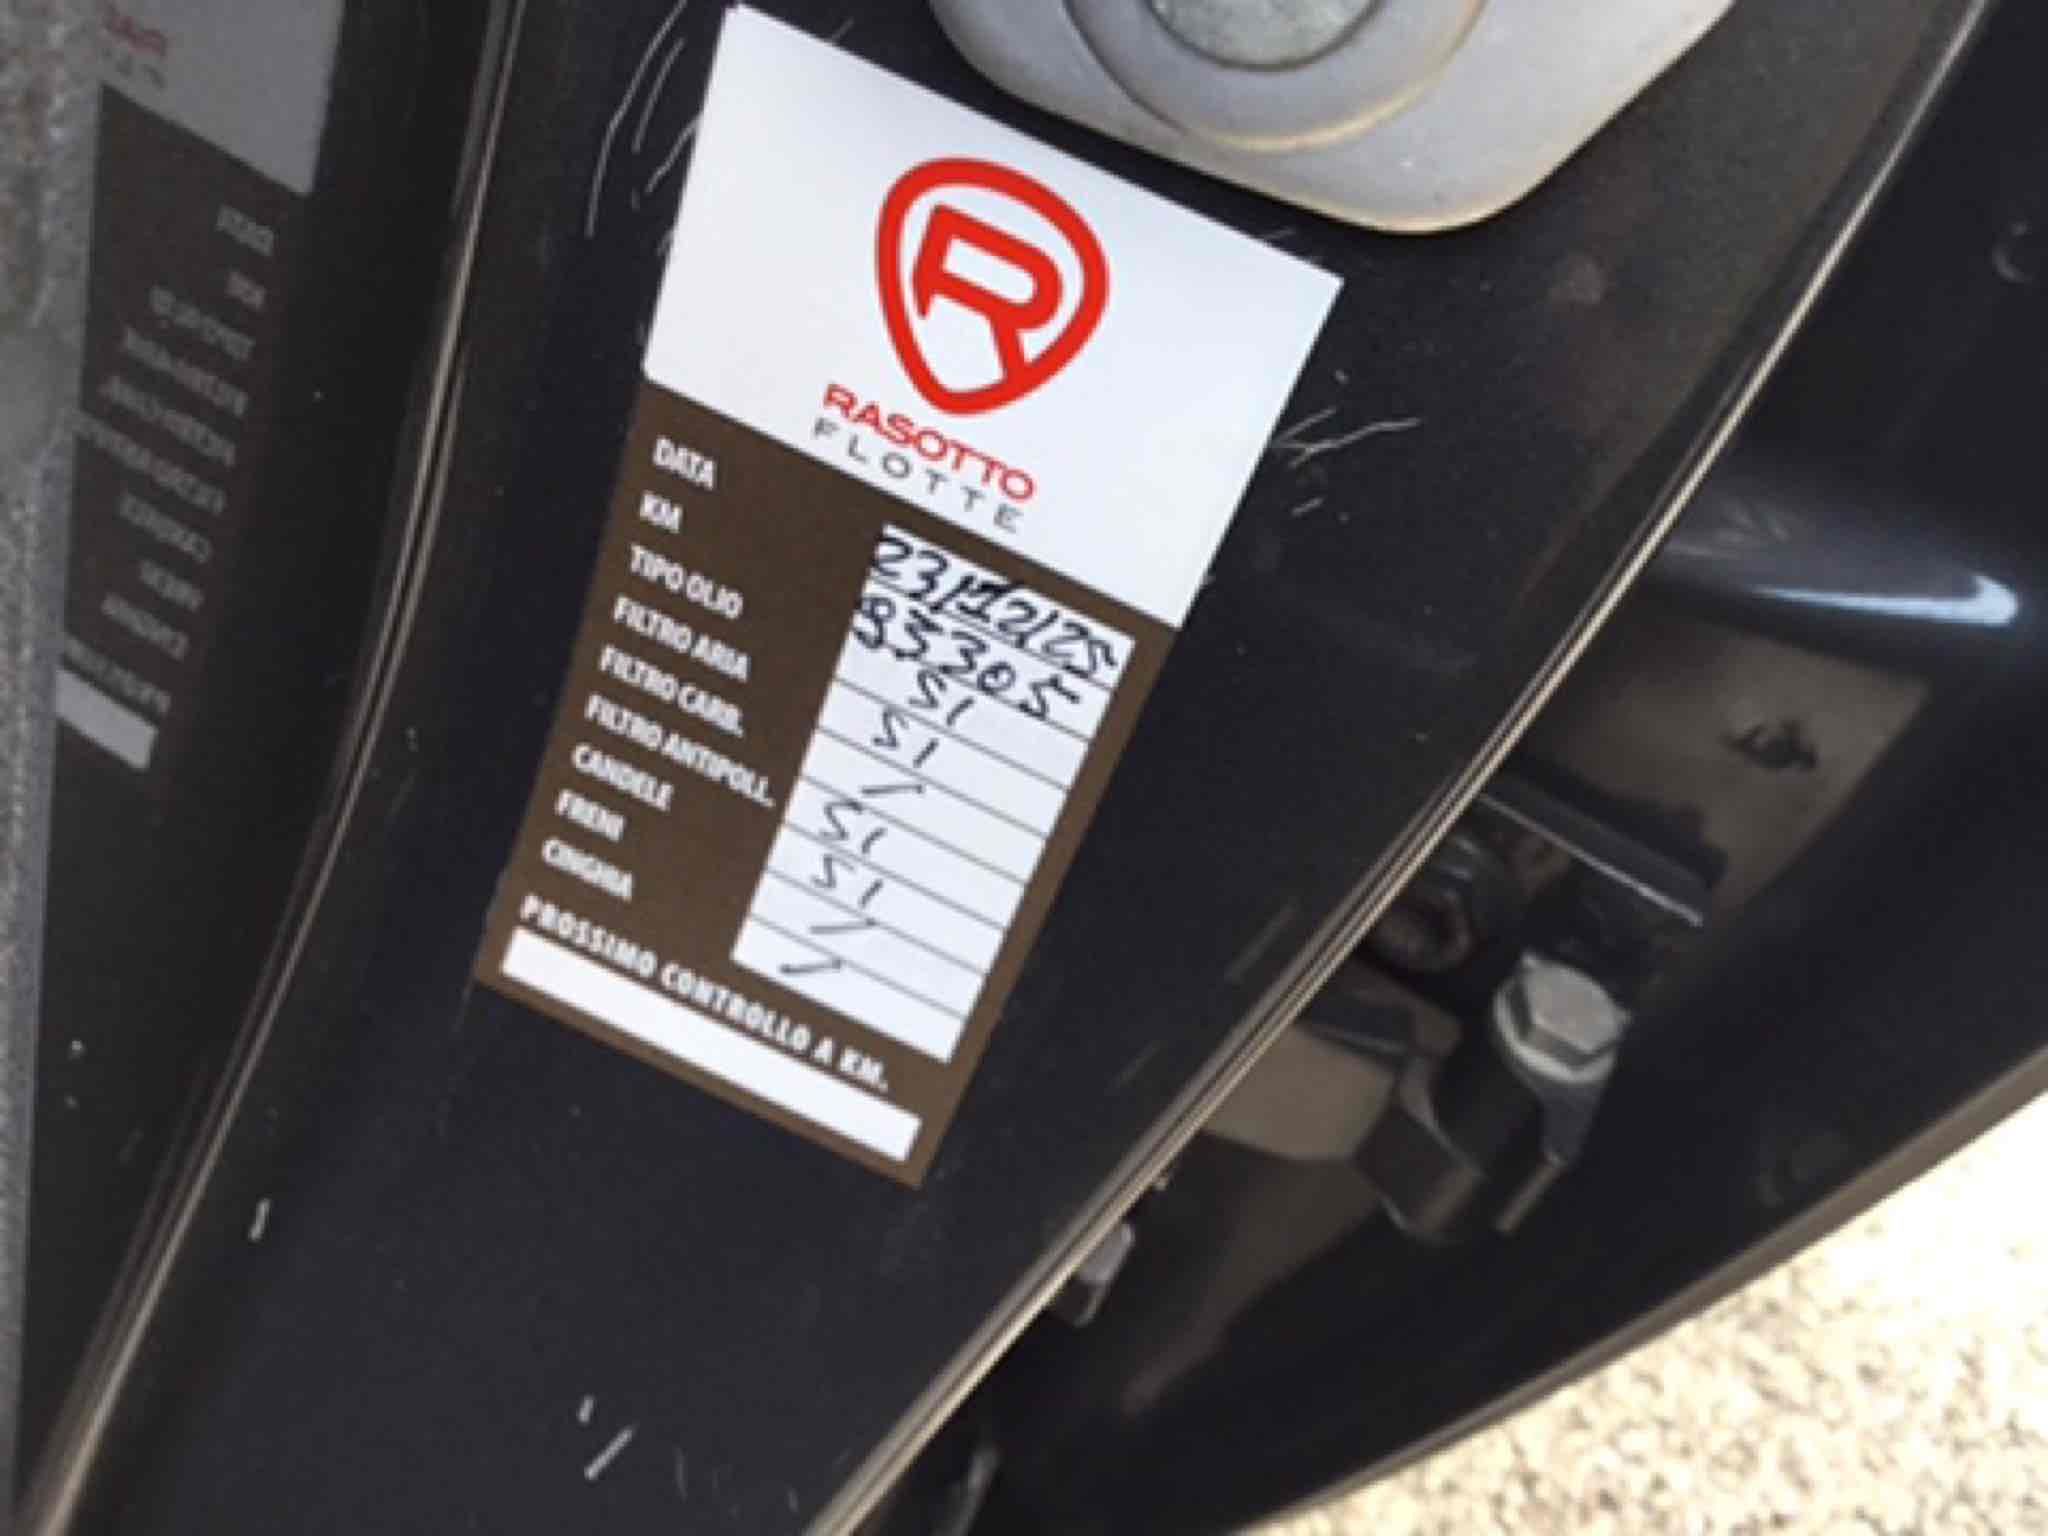 RASOTTO
FLOTTE
DATA 23/12/25
KM 83305
TIPO OLIO SI
FILTRO ARIA SI
FILTRO CARB. /
FILTRO ANTIPOLL. SI
CANDELE SI
FRENI /
CINGHIA /
PROSSIMO CONTROLLO A KM.